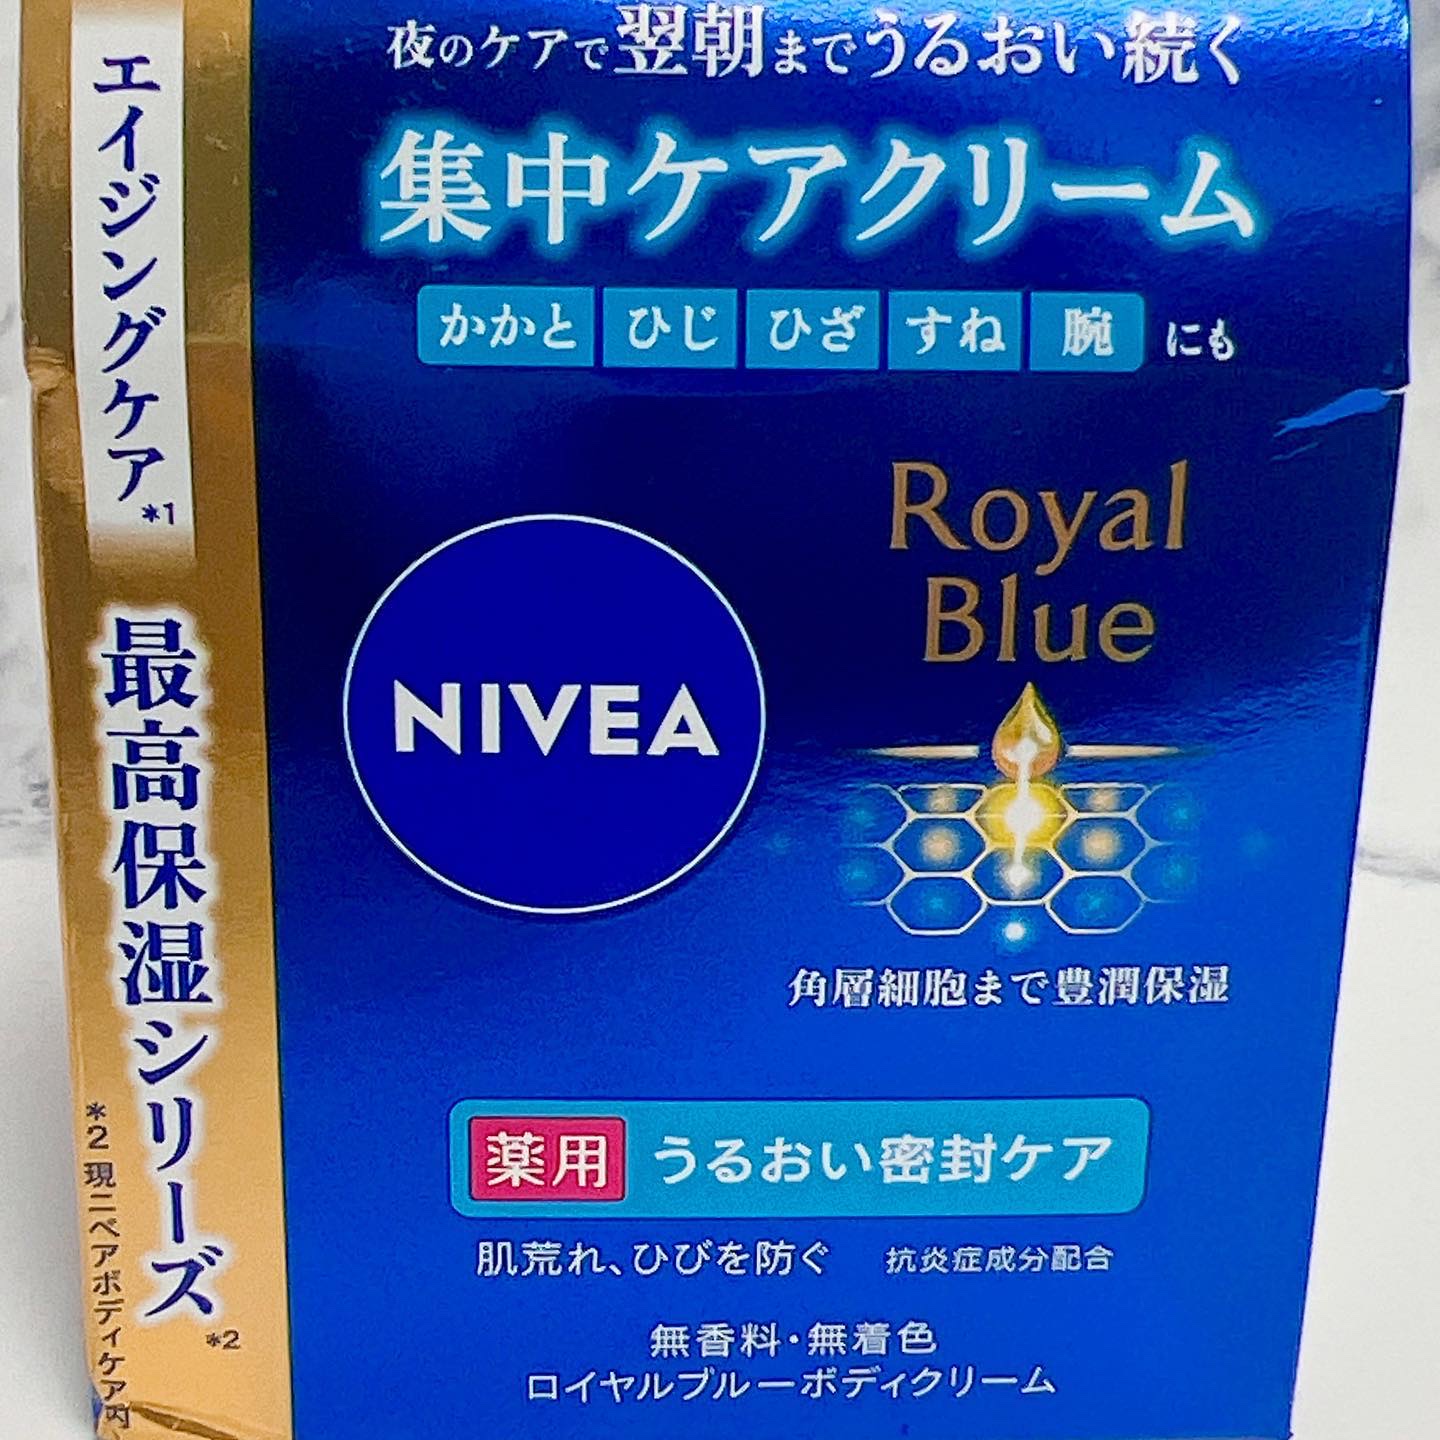 夜のケアで翌朝までうるおい続く
集中ケアクリーム
かかと ひじ ひざ すね 腕 にも
エイジングケア*1
最高保湿シリーズ*2
*2 現ニベアボディケア内
NIVEA
Royal
Blue
角層細胞まで豊潤保湿
薬用 うるおい密封ケア
肌荒れ、ひびを防ぐ 抗炎症成分配合
無香料・無着色
ロイヤルブルーボディクリーム